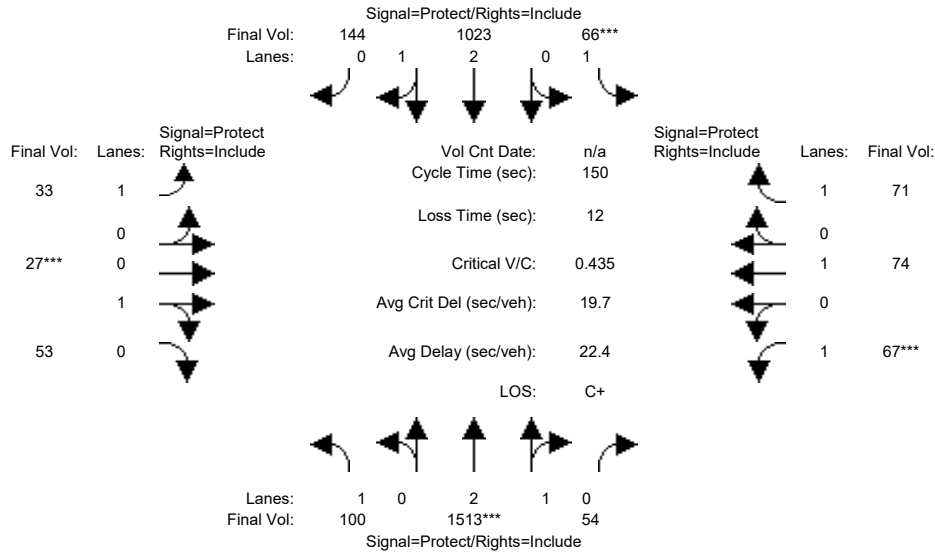 Signal=Protect/Rights=Include
Final Vol: 144 1023 66***
Lanes: 0 1 2 0 1
Signal=Protect Signal=Protect
Final Vol: Lanes: Rights=Include Vol Cnt Date: n/a Rights=Include Lanes: Final Vol:
Cycle Time (sec): 150
33 1 1 71
Loss Time (sec): 12
0 0
27*** 0 Critical V/C: 0.435 1 74
1 Avg Crit Del (sec/veh): 19.7 0
53 0 Avg Delay (sec/veh): 22.4 1 67***
LOS: C+
Lanes: 1 0 2 1 0
Final Vol: 100 1513*** 54
Signal=Protect/Rights=Include